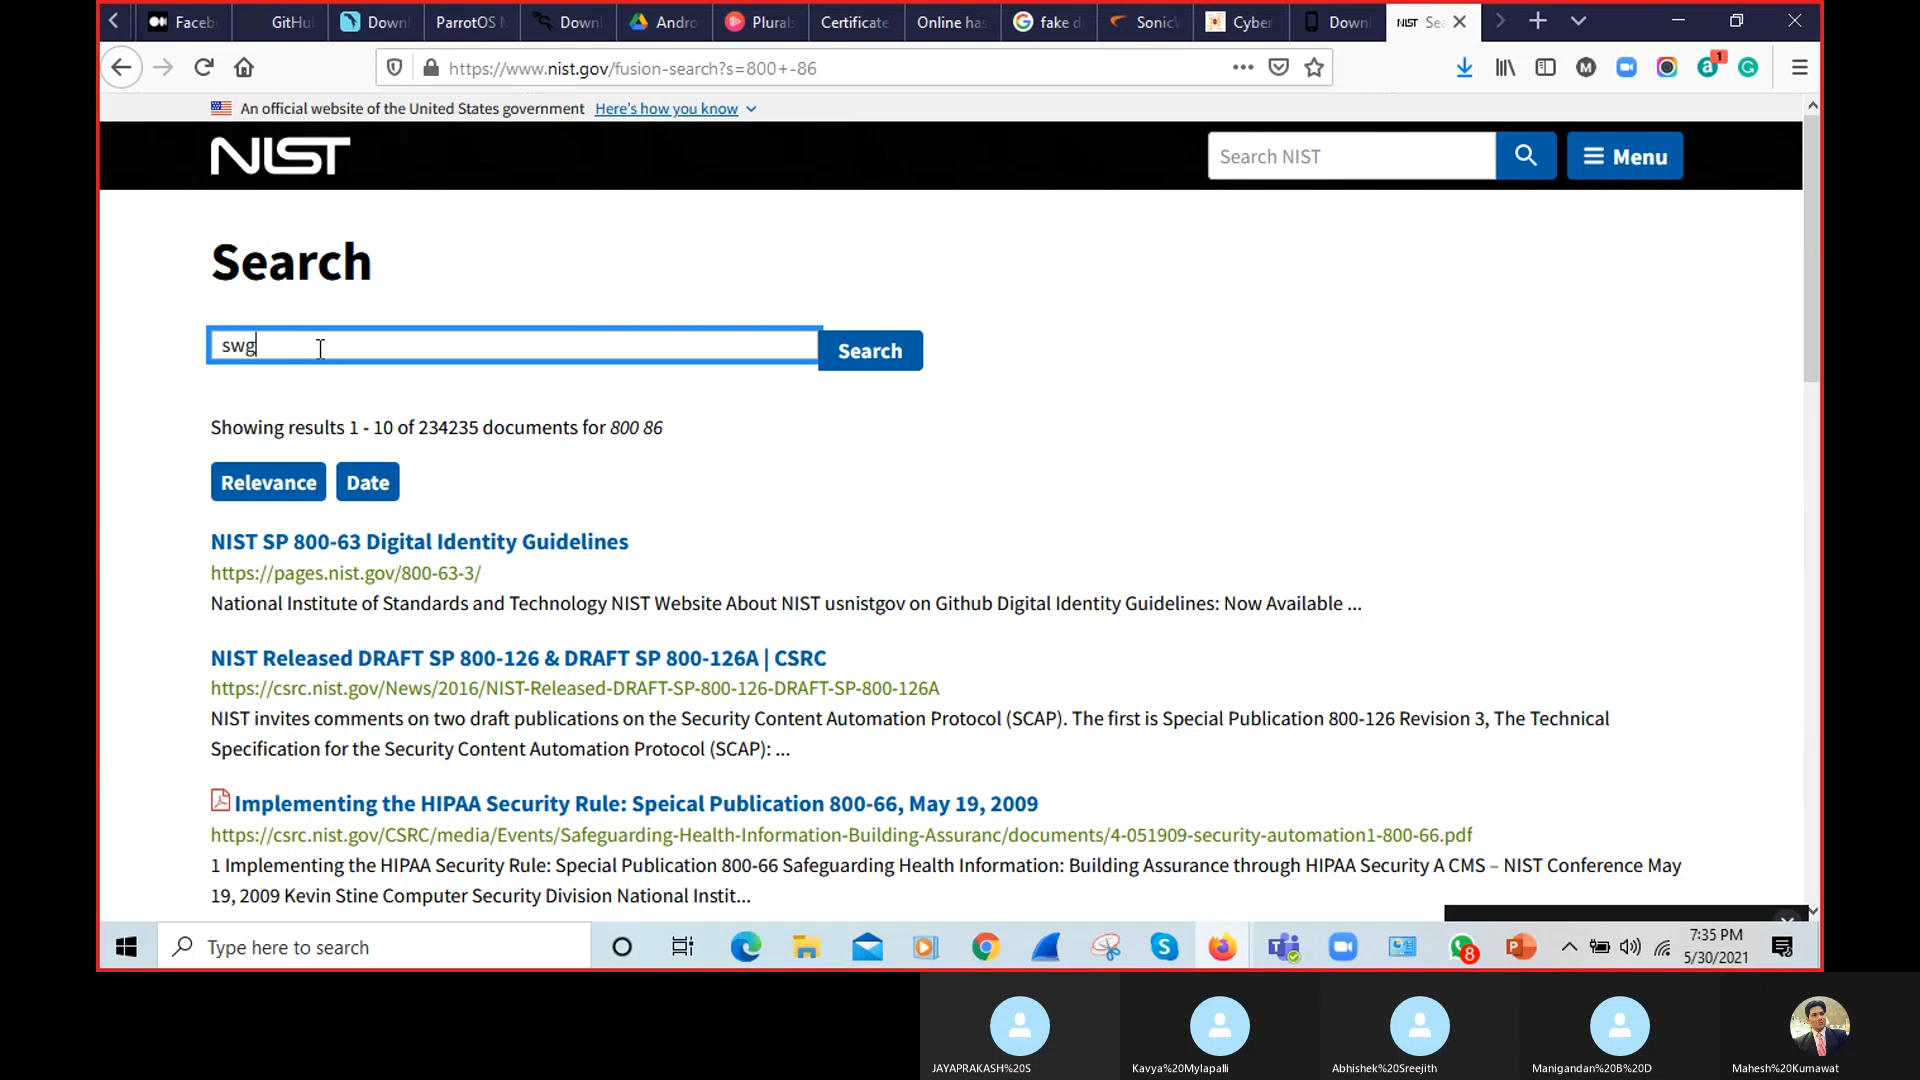 Faceb
GitHu
Downl
ParrotOS
Downl
Andro
Plurals
Certificate
Online has
fake d
Sonic
Cyber
Downl
NIST Se
https://www.nist.gov/fusion-search?s=800+-86
1
An official website of the United States government Here's how you know
NIST
Search NIST
Menu
Search
swg
Search
Showing results 1 - 10 of 234235 documents for 800 86
Relevance
Date
NIST SP 800-63 Digital Identity Guidelines
https://pages.nist.gov/800-63-3/
National Institute of Standards and Technology NIST Website About NIST usnistgov on Github Digital Identity Guidelines: Now Available ...
NIST Released DRAFT SP 800-126 & DRAFT SP 800-126A | CSRC
https://csrc.nist.gov/News/2016/NIST-Released-DRAFT-SP-800-126-DRAFT-SP-800-126A
NIST invites comments on two draft publications on the Security Content Automation Protocol (SCAP). The first is Special Publication 800-126 Revision 3, The Technical
Specification for the Security Content Automation Protocol (SCAP): ...
Implementing the HIPAA Security Rule: Speical Publication 800-66, May 19, 2009
https://csrc.nist.gov/CSRC/media/Events/Safeguarding-Health-Information-Building-Assuranc/documents/4-051909-security-automation1-800-66.pdf
1 Implementing the HIPAA Security Rule: Special Publication 800-66 Safeguarding Health Information: Building Assurance through HIPAA Security A CMS – NIST Conference May
19, 2009 Kevin Stine Computer Security Division National Instit...
Type here to search
8
7:35 PM
5/30/2021
JAYAPRAKASH%20S
Kavya%20Mylapalli
Abhishek%20Sreejith
Manigandan%20B%20D
Mahesh%20Kumawat